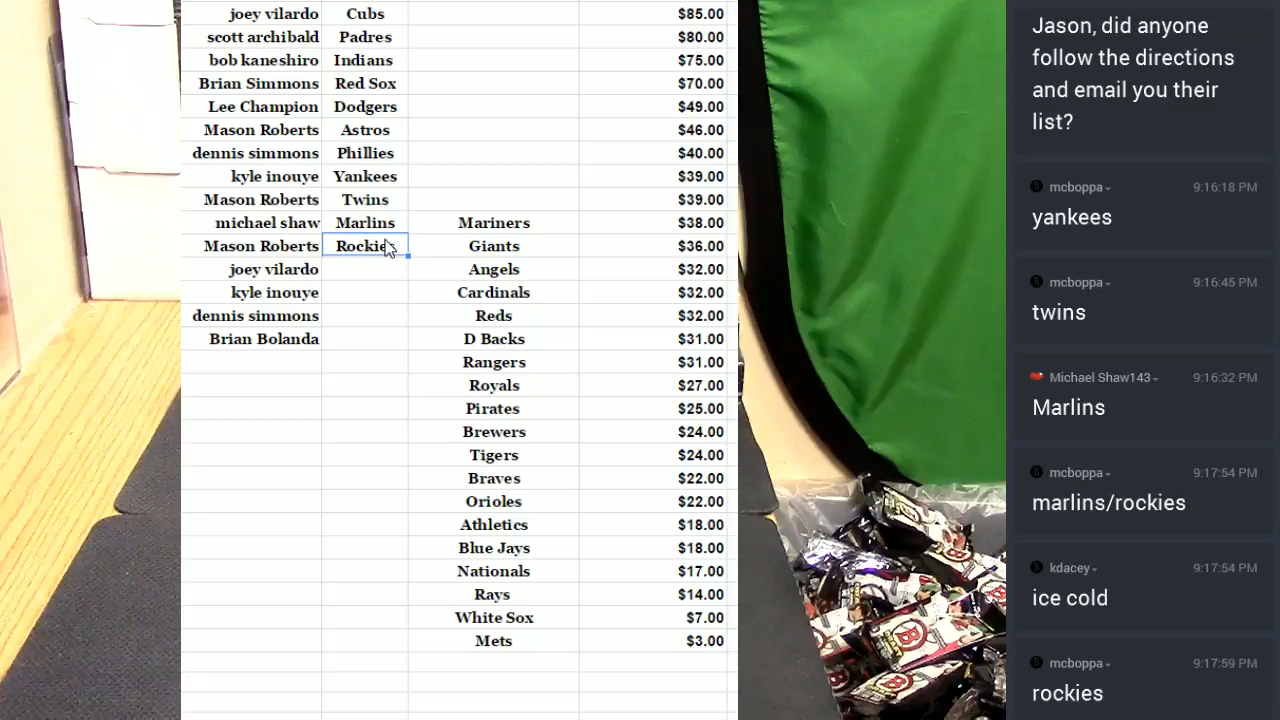 joey vilardo Cubs $85.00
scott archibald Padres $80.00
bob kaneshiro Indians $75.00
Brian Simmons Red Sox $70.00
Lee Champion Dodgers $49.00
Mason Roberts Astros $46.00
dennis simmons Phillies $40.00
kyle inouye Yankees $39.00
Mason Roberts Twins $39.00
michael shaw Marlins Mariners $38.00
Mason Roberts Rockies Giants $36.00
joey vilardo Angels $32.00
kyle inouye Cardinals $32.00
dennis simmons Reds $32.00
Brian Bolanda D Backs $31.00
Rangers $31.00
Royals $27.00
Pirates $25.00
Brewers $24.00
Tigers $24.00
Braves $22.00
Orioles $22.00
Athletics $18.00
Blue Jays $18.00
Nationals $17.00
Rays $14.00
White Sox $7.00
Mets $3.00
Jason, did anyone
follow the directions
and email you their
list?
mcboppa 9:16:18 PM
yankees
mcboppa 9:16:45 PM
twins
Michael Shaw143 9:16:32 PM
Marlins
mcboppa 9:17:54 PM
marlins/rockies
kdacey 9:17:54 PM
ice cold
mcboppa 9:17:59 PM
rockies